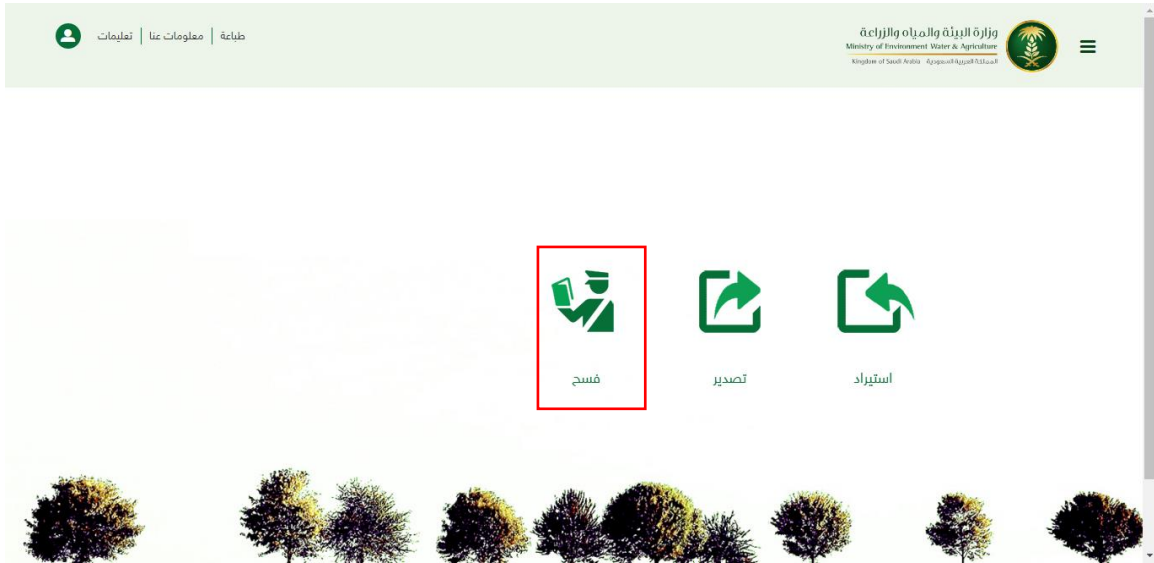 وزارة البيئة والمياه والزراعة
Ministry of Environment Water & Agriculture
المملكة العربية السعودية Kingdom of Saudi Arabia
طباعة | معلومات عنا | تعليمات
استيراد
تصدير
فسح